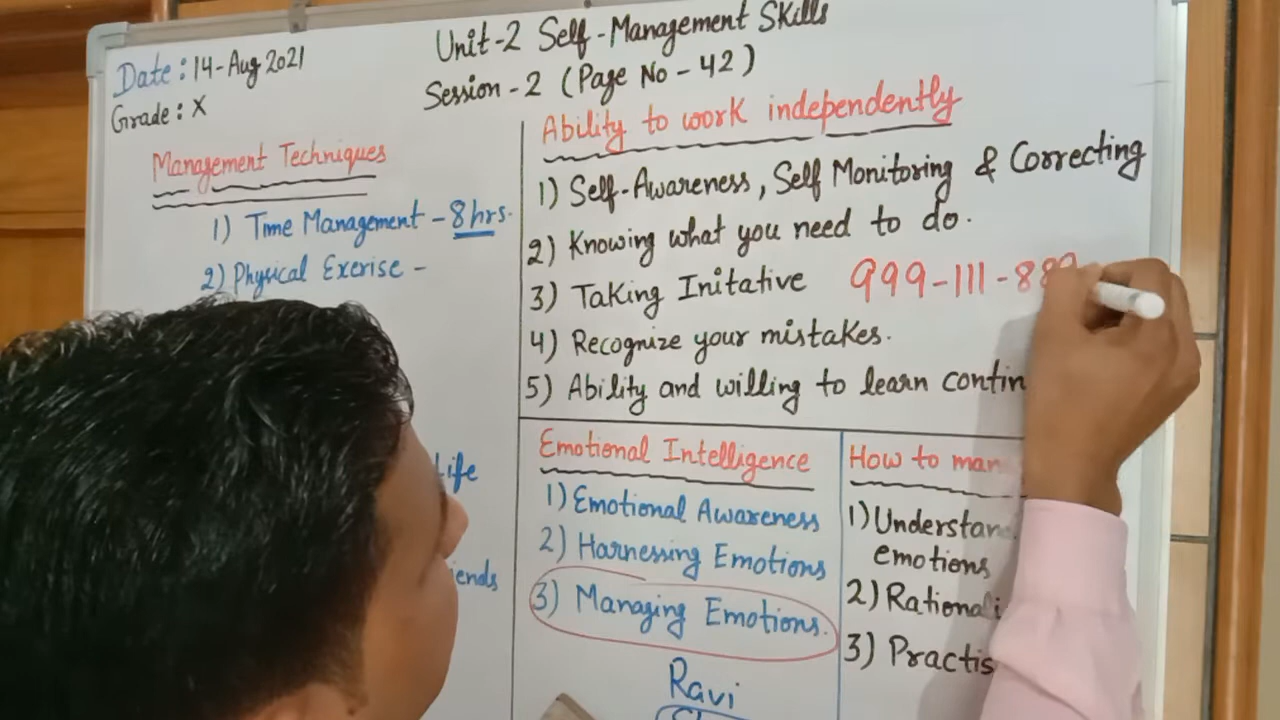 Unit-2 Self-Management Skills
Session-2 (Page No-42)
Date: 14-Aug 2021
Grade: X
Management Techniques
1) Time Management - 8 hrs.
2) Physical Exerise -
life
Ability to work independently
1) Self-Awareness, Self Monitoring & Correcting
2) Knowing what you need to do.
3) Taking Initative 999-111-88
4) Recognize your mistakes.
5) Ability and willing to learn contin
Emotional Intelligence
1) Emotional Awareness
2) Harnessing Emotions
3) Managing Emotions.
Ravi
How to man
1) Understan
emotions
2) Rationali
3) Practis